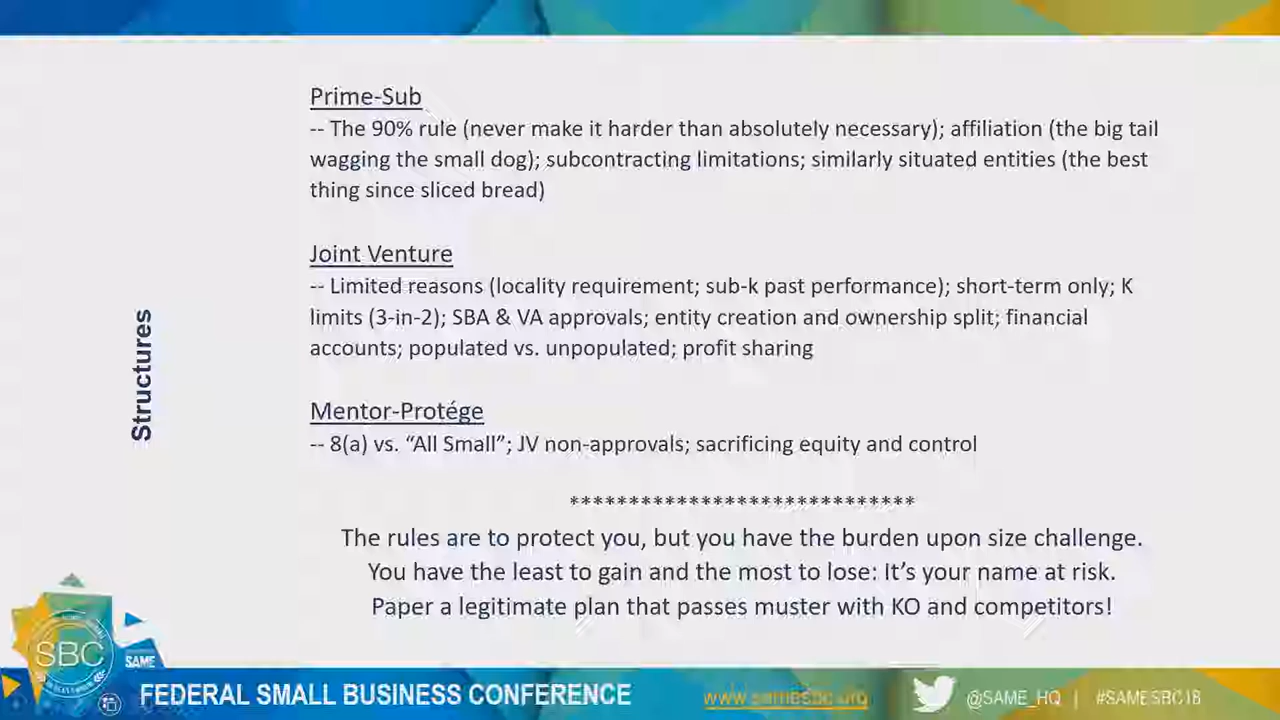 Prime-Sub
-- The 90% rule (never make it harder than absolutely necessary); affiliation (the big tail
wagging the small dog); subcontracting limitations; similarly situated entities (the best
thing since sliced bread)
Joint Venture
-- Limited reasons (locality requirement; sub-k past performance); short-term only; K
limits (3-in-2); SBA & VA approvals; entity creation and ownership split; financial
accounts; populated vs. unpopulated; profit sharing
Structures
Mentor-Protége
-- 8(a) vs. “All Small”; JV non-approvals; sacrificing equity and control
*****************************
The rules are to protect you, but you have the burden upon size challenge.
You have the least to gain and the most to lose: It’s your name at risk.
Paper a legitimate plan that passes muster with KO and competitors!
SBC
SAME
FEDERAL SMALL BUSINESS CONFERENCE
www.samesbc.org
@SAME_HQ | #SAMESBC18